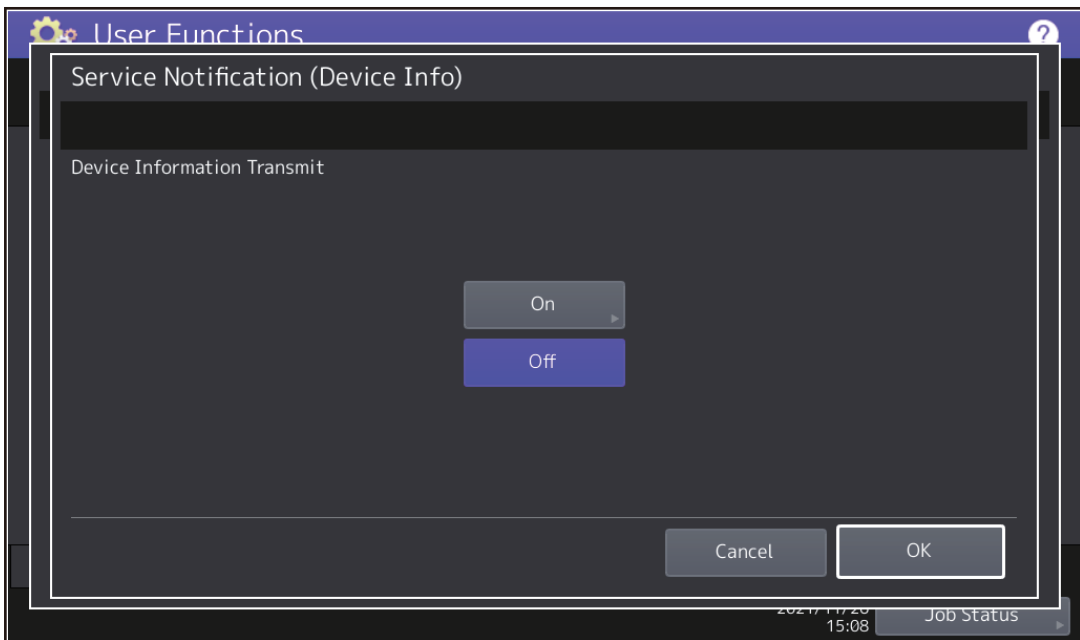 User Functions
?
Service Notification (Device Info)
Device Information Transmit
On
Off
Cancel
OK
Job Status
15:08